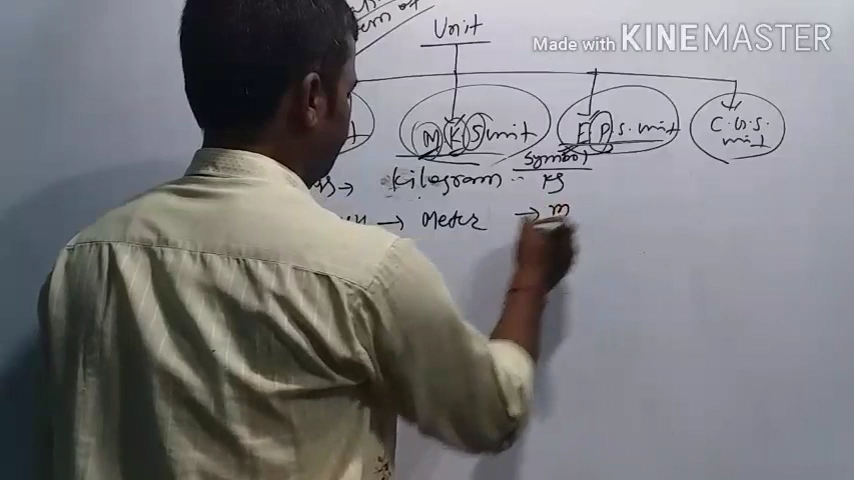 Unit
Made with KINEMASTER
M K S unit
F P s. unit
C.G.S. unit
Symbol
Kilogram kg
→ Meter → m